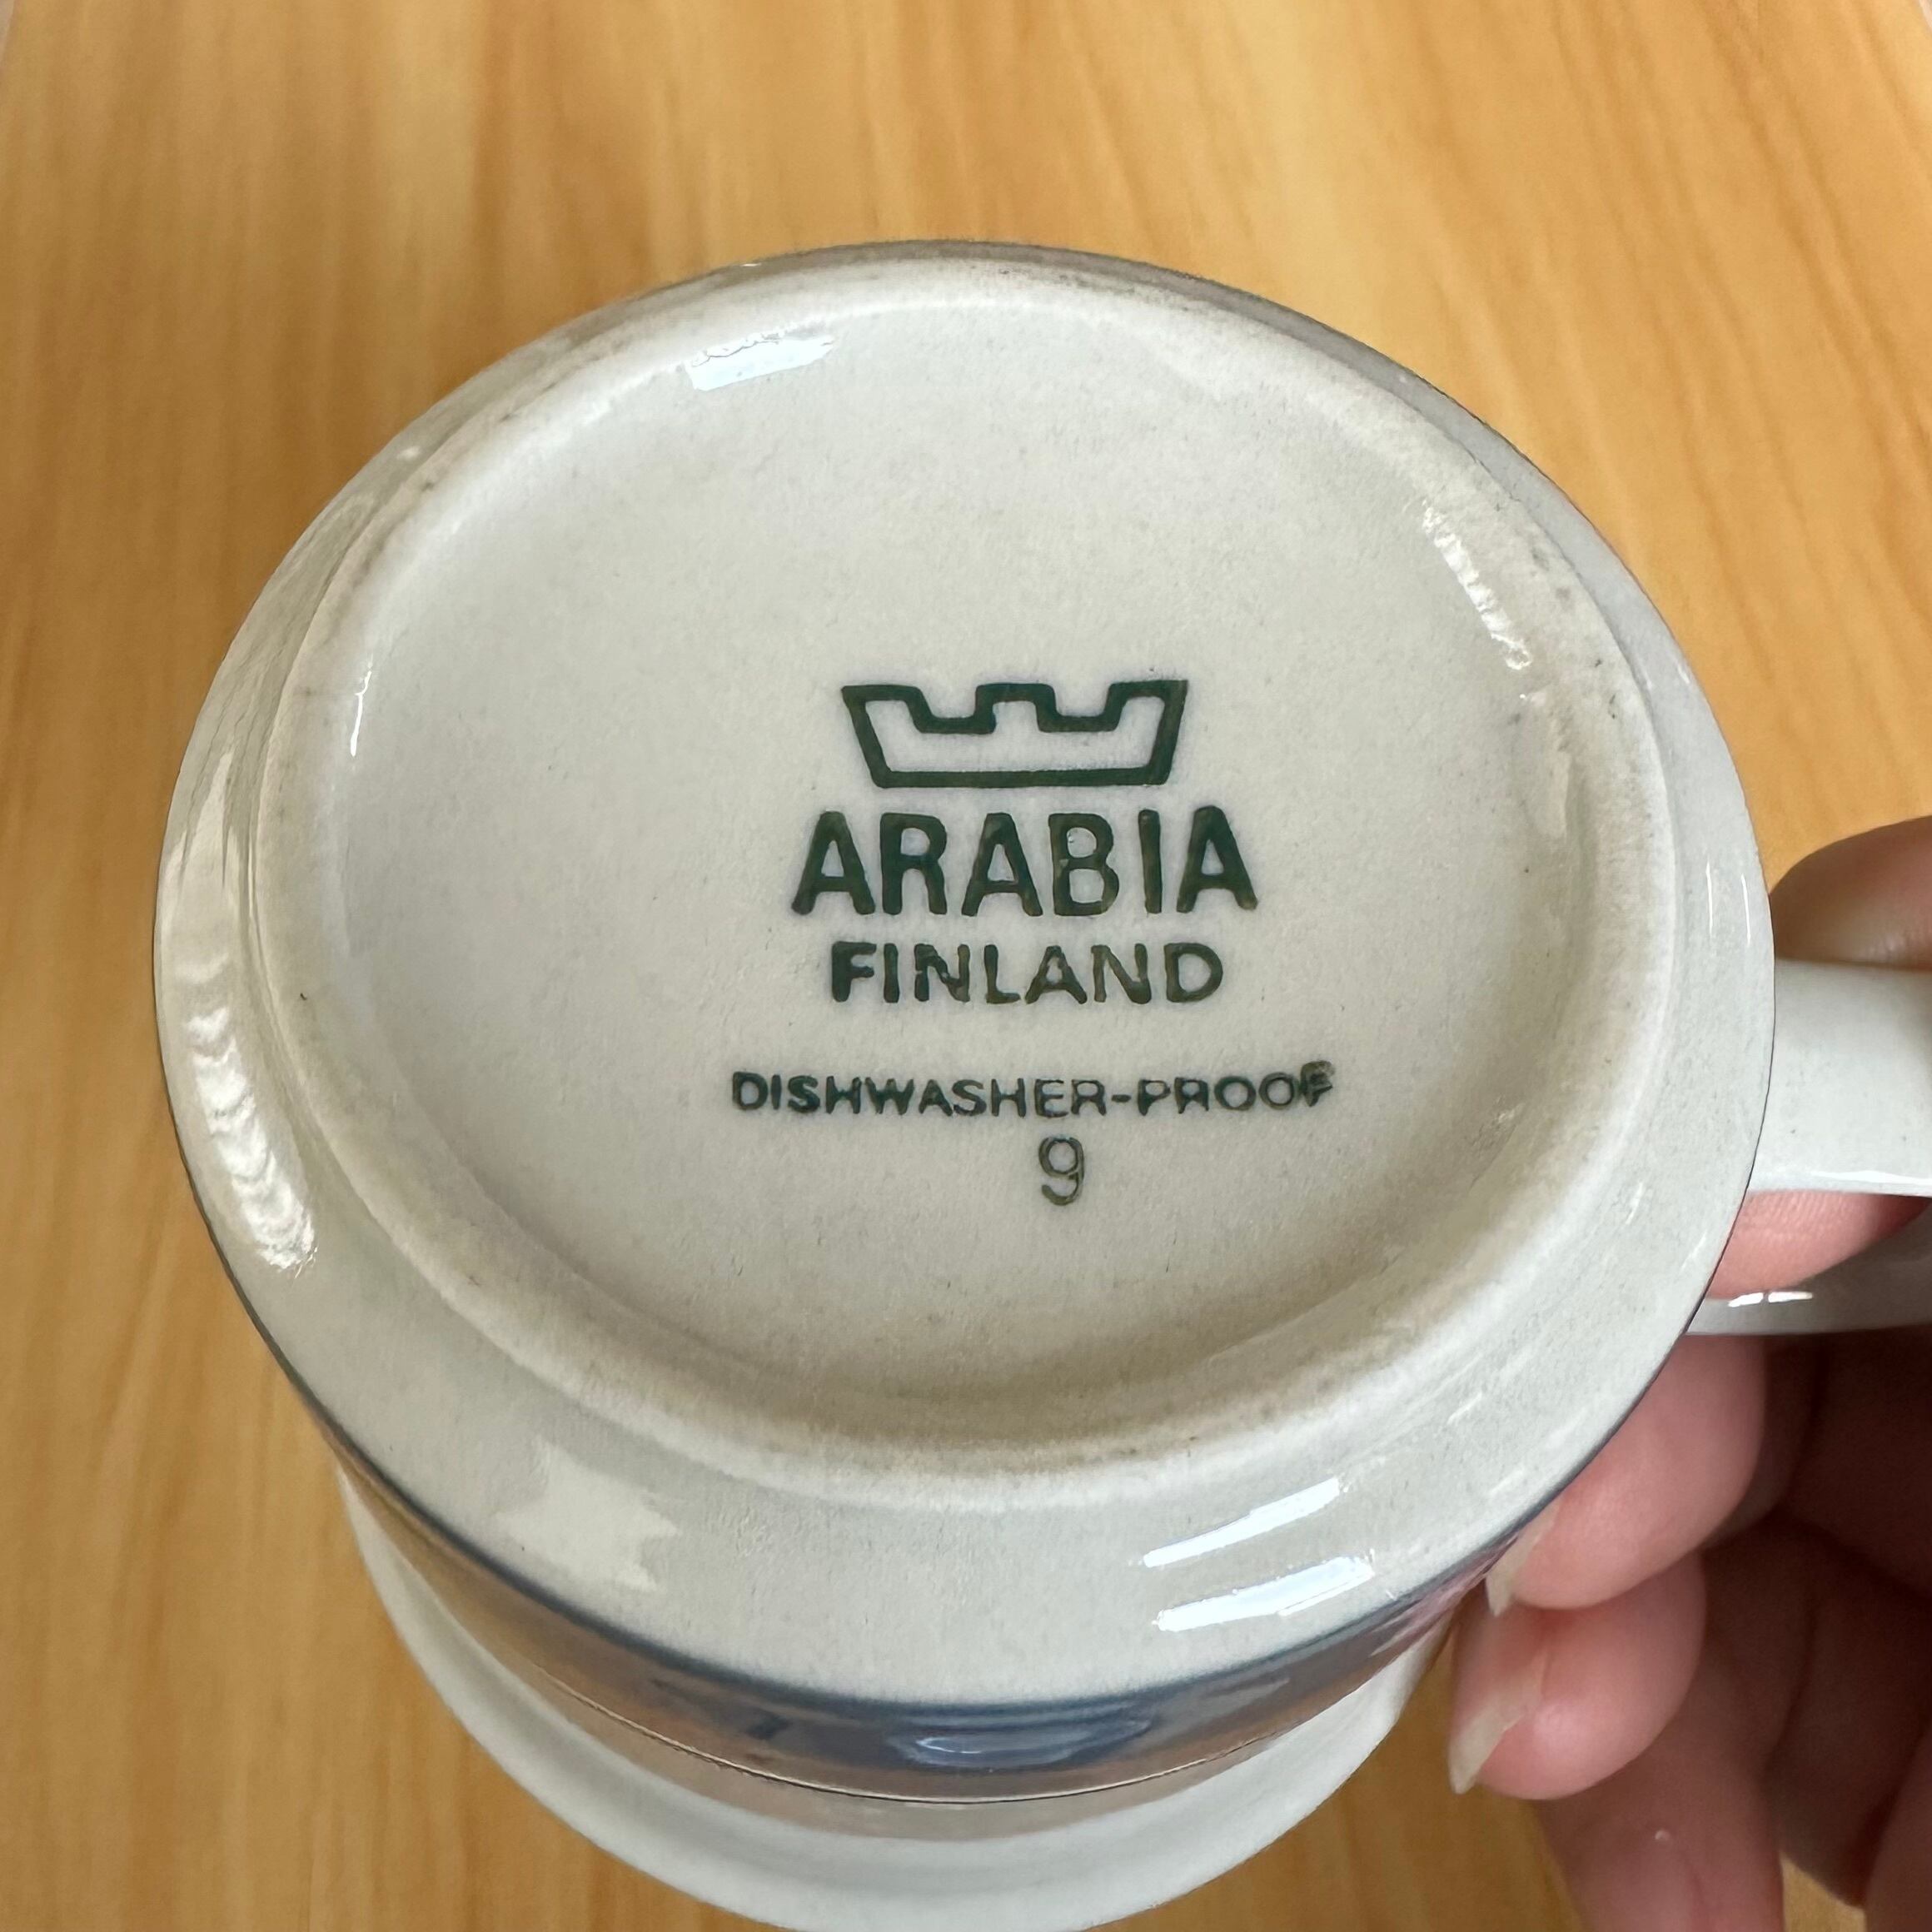 ARABIA
FINLAND
DISHWASHER-PROOF
9